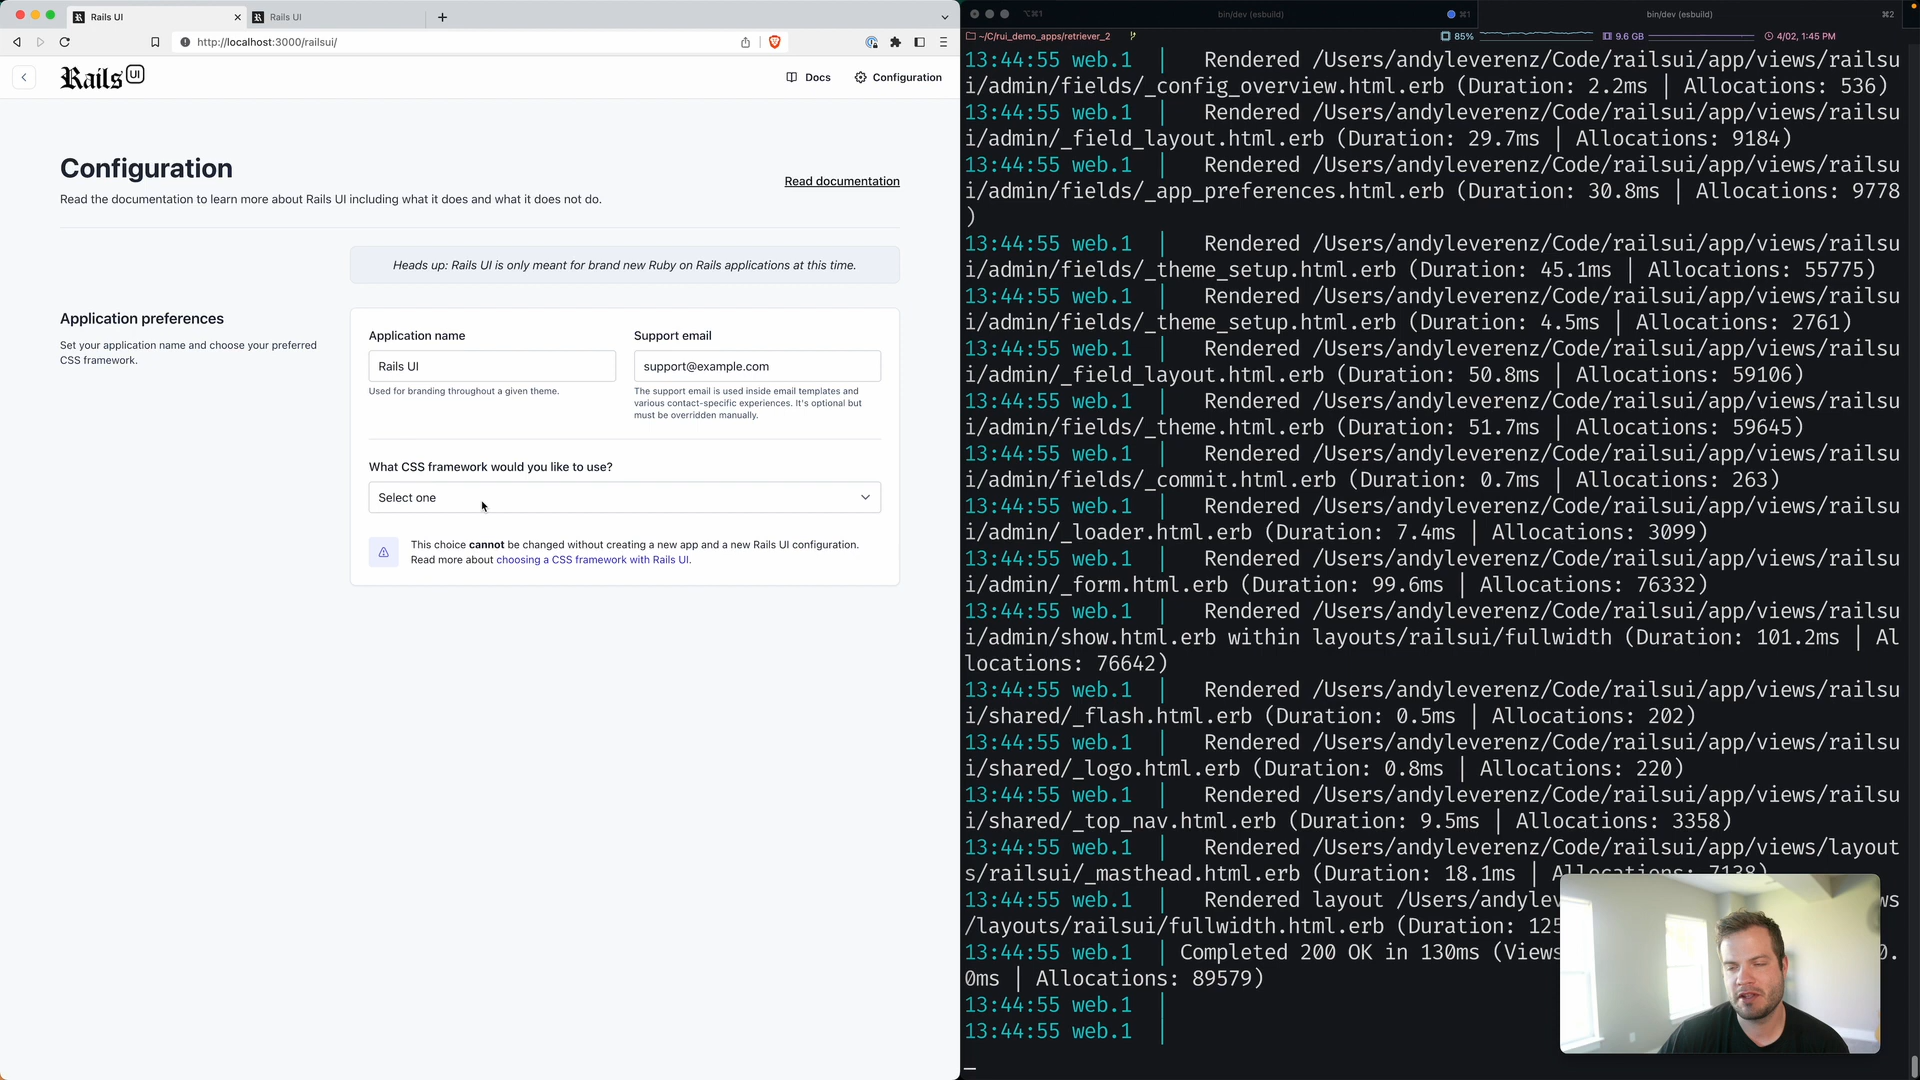 Rails UI
Rails UI
http://localhost:3000/railsui/
Rails UI
Docs
Configuration
Configuration
Read the documentation to learn more about Rails UI including what it does and what it does not do.
Read documentation
Heads up: Rails UI is only meant for brand new Ruby on Rails applications at this time.
Application preferences
Set your application name and choose your preferred
CSS framework.
Application name
Rails UI
Used for branding throughout a given theme.
Support email
support@example.com
The support email is used inside email templates and
various contact-specific experiences. It's optional but
must be overridden manually.
What CSS framework would you like to use?
Select one
This choice cannot be changed without creating a new app and a new Rails UI configuration.
Read more about choosing a CSS framework with Rails UI.
⌥⌘1
bin/dev (esbuild)
⌘1
bin/dev (esbuild)
⌘2
~/C/rui_demo_apps/retriever_2
85%
9.6 GB
4/02, 1:45 PM
13:44:55 web.1 | Rendered /Users/andyleverenz/Code/railsui/app/views/railsu
i/admin/fields/_config_overview.html.erb (Duration: 2.2ms | Allocations: 536)
13:44:55 web.1 | Rendered /Users/andyleverenz/Code/railsui/app/views/railsu
i/admin/_field_layout.html.erb (Duration: 29.7ms | Allocations: 9184)
13:44:55 web.1 | Rendered /Users/andyleverenz/Code/railsui/app/views/railsu
i/admin/fields/_app_preferences.html.erb (Duration: 30.8ms | Allocations: 9778
)
13:44:55 web.1 | Rendered /Users/andyleverenz/Code/railsui/app/views/railsu
i/admin/fields/_theme_setup.html.erb (Duration: 45.1ms | Allocations: 55775)
13:44:55 web.1 | Rendered /Users/andyleverenz/Code/railsui/app/views/railsu
i/admin/fields/_theme_setup.html.erb (Duration: 4.5ms | Allocations: 2761)
13:44:55 web.1 | Rendered /Users/andyleverenz/Code/railsui/app/views/railsu
i/admin/_field_layout.html.erb (Duration: 50.8ms | Allocations: 59106)
13:44:55 web.1 | Rendered /Users/andyleverenz/Code/railsui/app/views/railsu
i/admin/fields/_theme.html.erb (Duration: 51.7ms | Allocations: 59645)
13:44:55 web.1 | Rendered /Users/andyleverenz/Code/railsui/app/views/railsu
i/admin/fields/_commit.html.erb (Duration: 0.7ms | Allocations: 263)
13:44:55 web.1 | Rendered /Users/andyleverenz/Code/railsui/app/views/railsu
i/admin/_loader.html.erb (Duration: 7.4ms | Allocations: 3099)
13:44:55 web.1 | Rendered /Users/andyleverenz/Code/railsui/app/views/railsu
i/admin/_form.html.erb (Duration: 99.6ms | Allocations: 76332)
13:44:55 web.1 | Rendered /Users/andyleverenz/Code/railsui/app/views/railsu
i/admin/show.html.erb within layouts/railsui/fullwidth (Duration: 101.2ms | Al
locations: 76642)
13:44:55 web.1 | Rendered /Users/andyleverenz/Code/railsui/app/views/railsu
i/shared/_flash.html.erb (Duration: 0.5ms | Allocations: 202)
13:44:55 web.1 | Rendered /Users/andyleverenz/Code/railsui/app/views/railsu
i/shared/_logo.html.erb (Duration: 0.8ms | Allocations: 220)
13:44:55 web.1 | Rendered /Users/andyleverenz/Code/railsui/app/views/railsu
i/shared/_top_nav.html.erb (Duration: 9.5ms | Allocations: 3358)
13:44:55 web.1 | Rendered /Users/andyleverenz/Code/railsui/app/views/layout
s/railsui/_masthead.html.erb (Duration: 18.1ms | Allocations: 7138)
13:44:55 web.1 | Rendered layout /Users/andylev ws
/layouts/railsui/fullwidth.html.erb (Duration: 125
13:44:55 web.1 | Completed 200 OK in 130ms (Views 0.
0ms | Allocations: 89579)
13:44:55 web.1 |
13:44:55 web.1 |